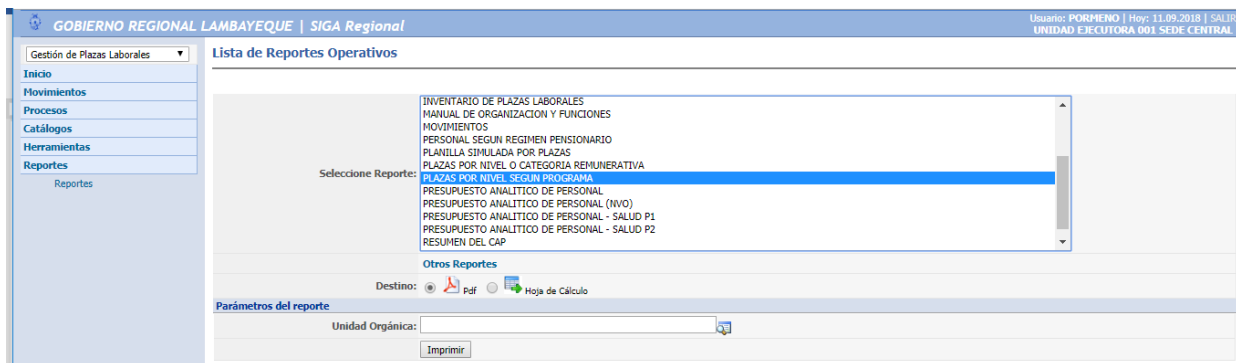 GOBIERNO REGIONAL LAMBAYEQUE | SIGA Regional
Usuario: PORMENO | Hoy: 11.09.2018 | SALIR
UNIDAD EJECUTORA 001 SEDE CENTRAL
Gestión de Plazas Laborales
Inicio
Movimientos
Procesos
Catálogos
Herramientas
Reportes
Reportes
Lista de Reportes Operativos
Seleccione Reporte:
INVENTARIO DE PLAZAS LABORALES
MANUAL DE ORGANIZACION Y FUNCIONES
MOVIMIENTOS
PERSONAL SEGUN REGIMEN PENSIONARIO
PLANILLA SIMULADA POR PLAZAS
PLAZAS POR NIVEL O CATEGORIA REMUNERATIVA
PLAZAS POR NIVEL SEGUN PROGRAMA
PRESUPUESTO ANALITICO DE PERSONAL
PRESUPUESTO ANALITICO DE PERSONAL (NVO)
PRESUPUESTO ANALITICO DE PERSONAL - SALUD P1
PRESUPUESTO ANALITICO DE PERSONAL - SALUD P2
RESUMEN DEL CAP
Otros Reportes
Destino: Pdf Hoja de Cálculo
Parámetros del reporte
Unidad Orgánica:
Imprimir